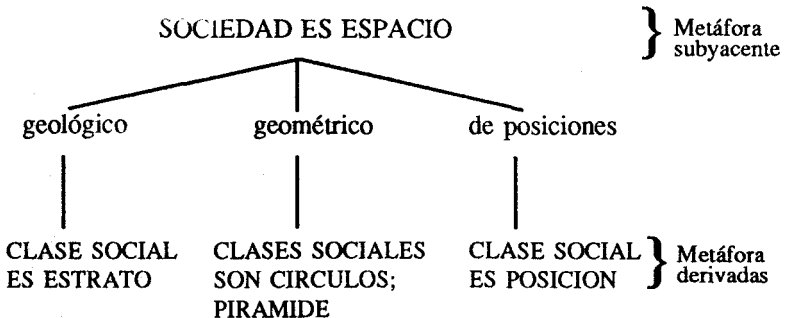 SOCIEDAD ES ESPACIO
Metáfora
subyacente
geológico
geométrico
de posiciones
CLASE SOCIAL
ES ESTRATO
CLASES SOCIALES
SON CIRCULOS;
PIRAMIDE
CLASE SOCIAL
ES POSICION
Metáfora
derivadas